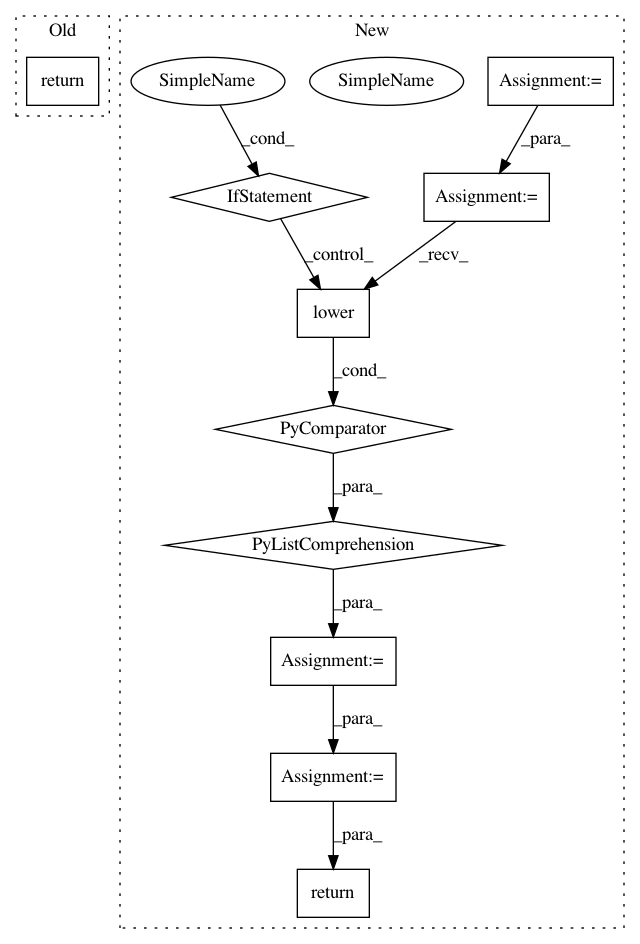 Old
New
return
SimpleName
SimpleName
Assignment:=
_cond_
_para_
IfStatement
Assignment:=
_control_
_recv_
lower
_cond_
PyComparator
_para_
PyListComprehension
_para_
Assignment:=
_para_
Assignment:=
_para_
return